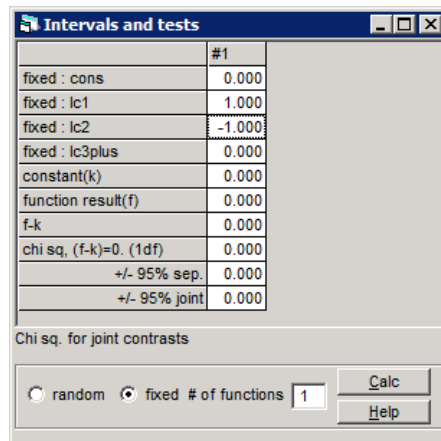 Intervals and tests
#1
fixed : cons 0.000
fixed : lc1 1.000
fixed : lc2 -1.000
fixed : lc3plus 0.000
constant(k) 0.000
function result(f) 0.000
f-k 0.000
chi sq, (f-k)=0. (1df) 0.000
+/- 95% sep. 0.000
+/- 95% joint 0.000
Chi sq. for joint contrasts
random fixed # of functions 1 Calc
Help